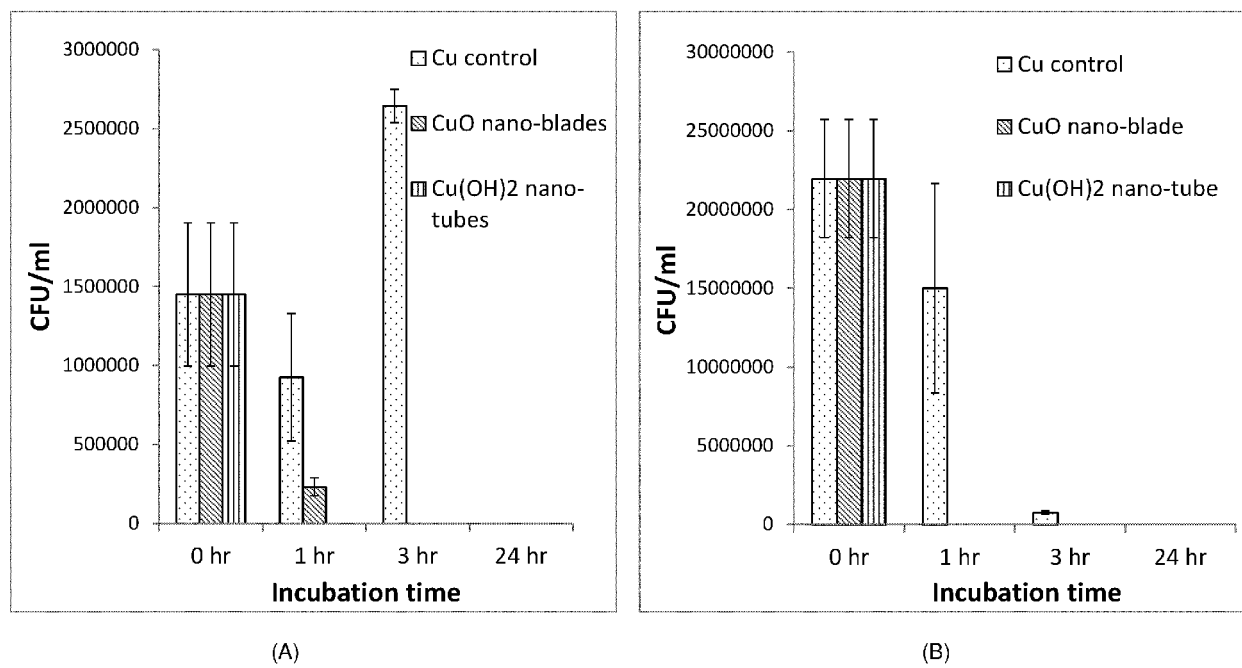 3000000
2500000
2000000
1500000
1000000
500000
0
CFU/ml
Cu control
CuO nano-blades
Cu(OH)2 nano-
tubes
0 hr 1 hr 3 hr 24 hr
Incubation time
(A)
30000000
25000000
20000000
15000000
10000000
5000000
0
CFU/ml
Cu control
CuO nano-blade
Cu(OH)2 nano-tube
0 hr 1 hr 3 hr 24 hr
Incubation time
(B)